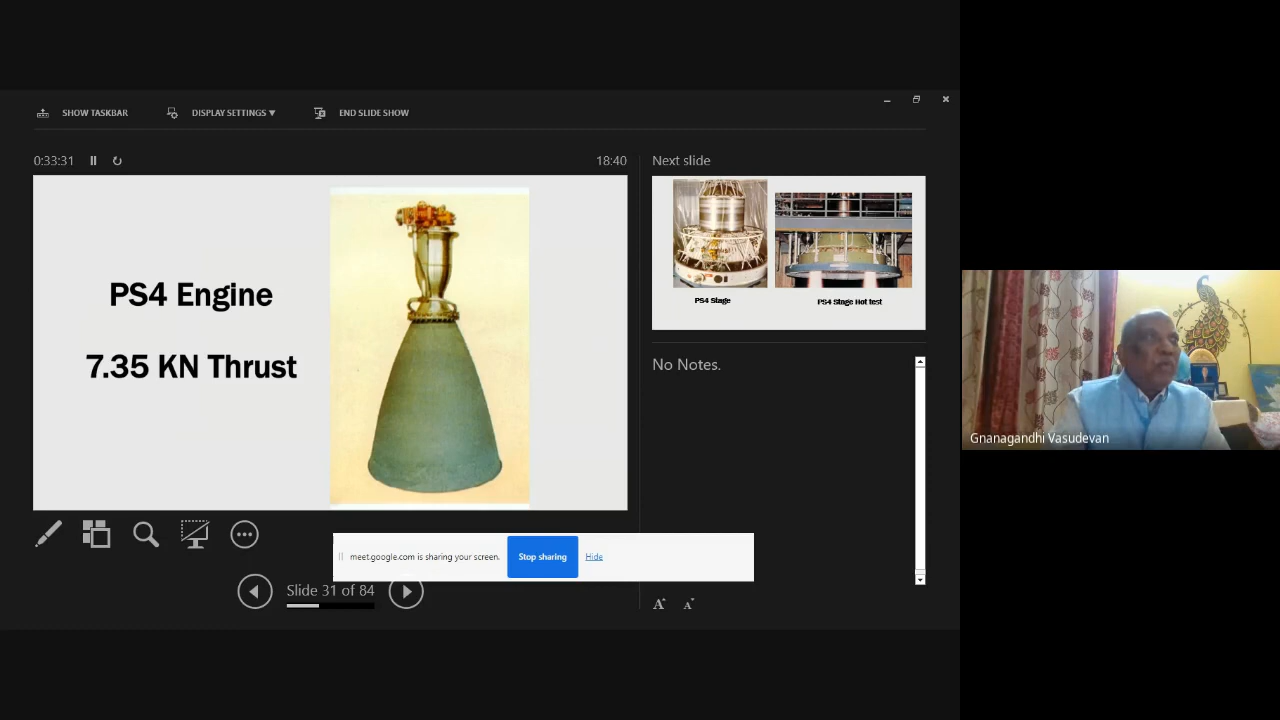 SHOW TASKBAR
DISPLAY SETTINGS ▼
END SLIDE SHOW
0:33:31
18:40
Next slide
PS4 Engine
7.35 KN Thrust
PS4 Stage
PS4 Stage Hot test
No Notes.
Gnanagandhi Vasudevan
meet.google.com is sharing your screen.
Stop sharing
Hide
Slide 31 of 84
A
A